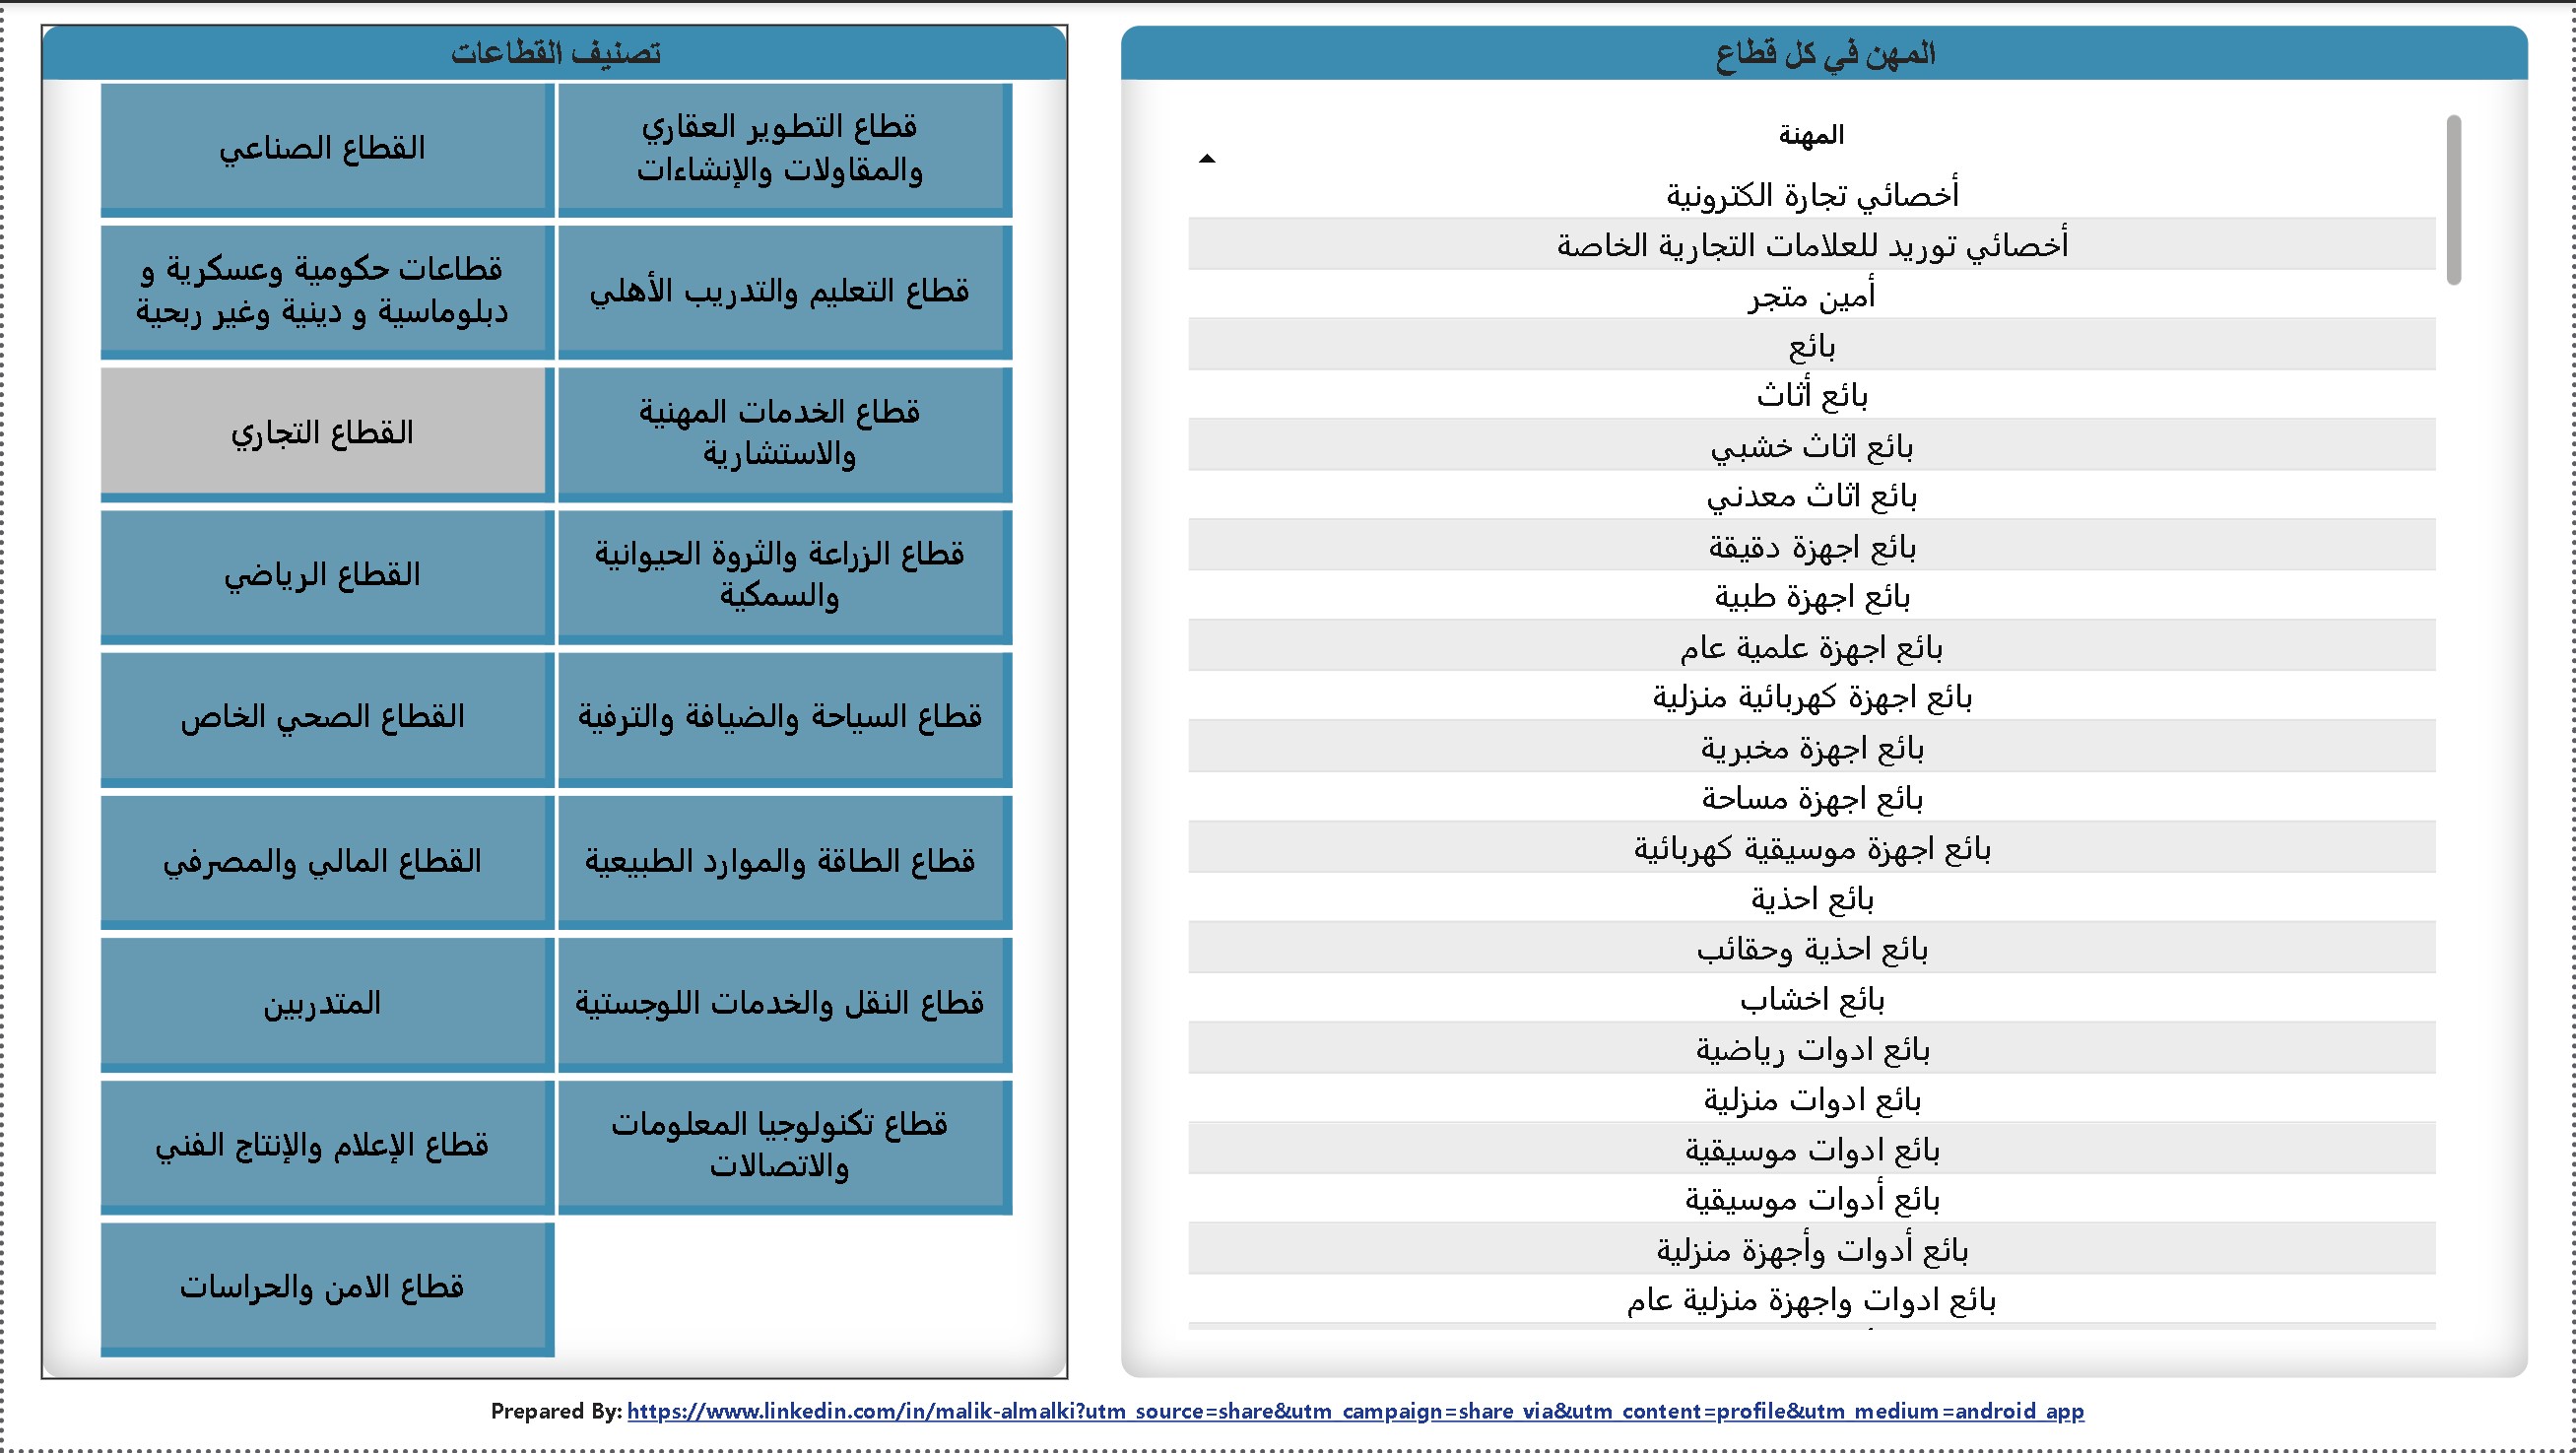 المهن في كل قطاع
المهنة
أخصائي تجارة الكترونية
أخصائي توريد للعلامات التجارية الخاصة
أمين متجر
بائع
بائع أثاث
بائع اثاث خشبي
بائع اثاث معدني
بائع اجهزة دقيقة
بائع اجهزة طبية
بائع اجهزة علمية عام
بائع اجهزة كهربائية منزلية
بائع اجهزة مخبرية
بائع اجهزة مساحة
بائع اجهزة موسيقية كهربائية
بائع احذية
بائع احذية وحقائب
بائع اخشاب
بائع ادوات رياضية
بائع ادوات منزلية
بائع ادوات موسيقية
بائع أدوات موسيقية
بائع أدوات وأجهزة منزلية
بائع ادوات واجهزة منزلية عام
تصنيف القطاعات
قطاع التطوير العقاري
والمقاولات والإنشاءات
القطاع الصناعي
قطاع التعليم والتدريب الأهلي
قطاعات حكومية وعسكرية و
دبلوماسية و دينية وغير ربحية
قطاع الخدمات المهنية
والاستشارية
القطاع التجاري
قطاع الزراعة والثروة الحيوانية
والسمكية
القطاع الرياضي
قطاع السياحة والضيافة والترفية
القطاع الصحي الخاص
قطاع الطاقة والموارد الطبيعية
القطاع المالي والمصرفي
قطاع النقل والخدمات اللوجستية
المتدربين
قطاع تكنولوجيا المعلومات
والاتصالات
قطاع الإعلام والإنتاج الفني
قطاع الامن والحراسات
Prepared By: https://www.linkedin.com/in/malik-almalki?utm_source=share&utm_campaign=share_via&utm_content=profile&utm_medium=android_app